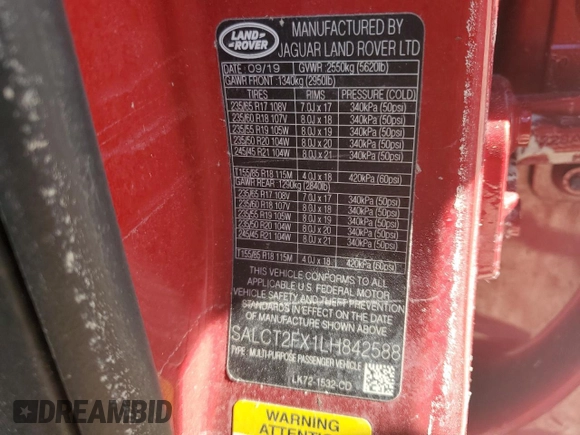 LAND
ROVER
MANUFACTURED BY
JAGUAR LAND ROVER LTD
DATE: 09/19 GVWR: 2550kg (5620lb)
GAWR FRONT: 1340kg (2950lb)
TIRES RIMS PRESSURE (COLD)
235/65 R17 108V 7.0J x 17 340kPa (50psi)
235/60 R18 107V 8.0J x 18 340kPa (50psi)
235/55 R19 105W 8.0J x 19 340kPa (50psi)
235/50 R20 104W 8.0J x 20 340kPa (50psi)
245/45 R21 104W 8.0J x 21 340kPa (50psi)
T155/85 R18 115M 4.0J x 18 420kPa (60psi)
GAWR REAR: 1290kg (2840lb)
235/65 R17 108V 7.0J x 17 340kPa (50psi)
235/60 R18 107V 8.0J x 18 340kPa (50psi)
235/55 R19 105W 8.0J x 19 340kPa (50psi)
235/50 R20 104W 8.0J x 20 340kPa (50psi)
245/45 R21 104W 8.0J x 21 340kPa (50psi)
T155/85 R18 115M 4.0J x 18 420kPa (60psi)
THIS VEHICLE CONFORMS TO ALL
APPLICABLE U.S. FEDERAL MOTOR
VEHICLE SAFETY AND THEFT PREVENTION
STANDARDS IN EFFECT ON THE DATE
OF MANUFACTURE SHOWN ABOVE
SALCT2FX1LH842588
TYPE: MULTI-PURPOSE PASSENGER VEHICLE
LK72-1532-CD
WARNING
DREAMBID